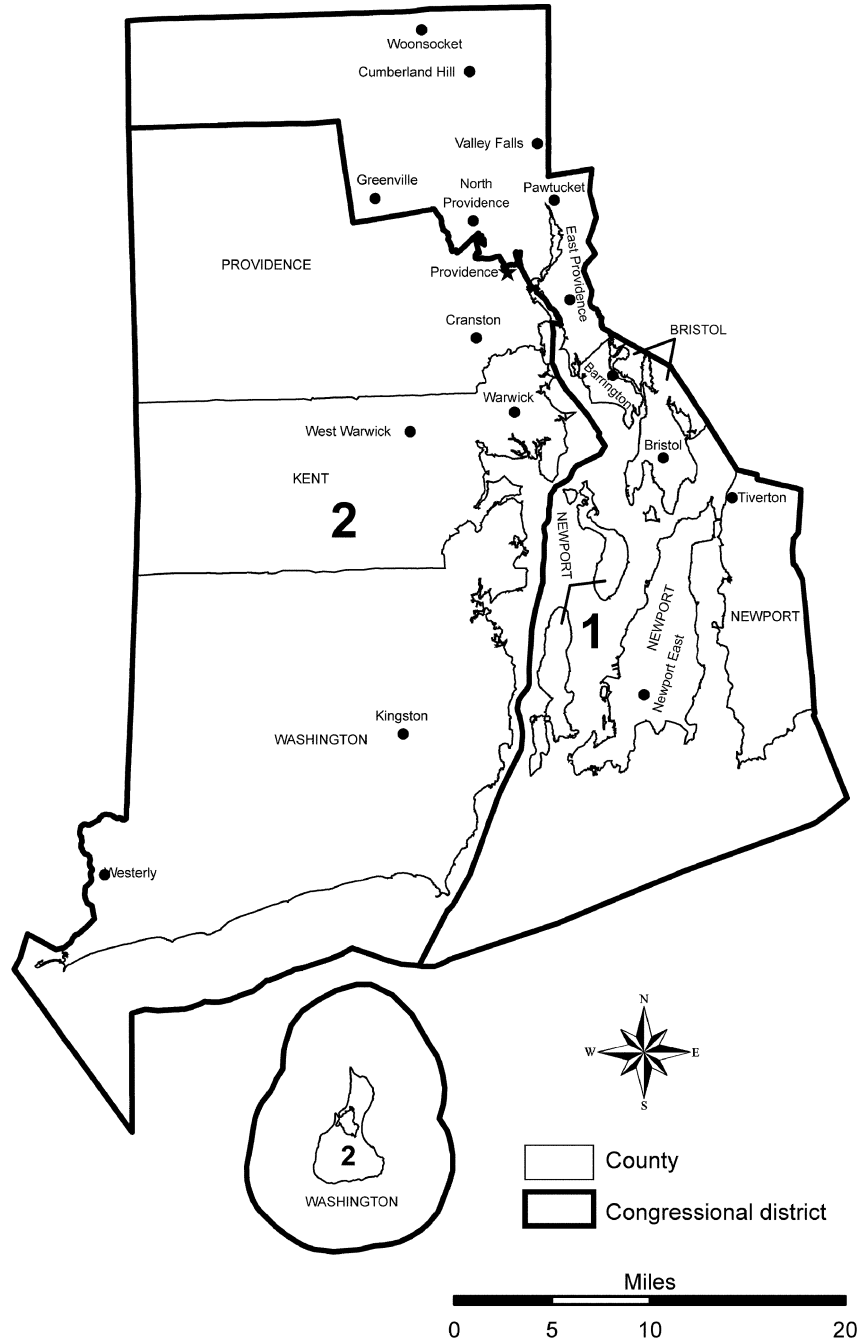 Woonsocket
Cumberland Hill
Valley Falls
Greenville
North
Providence
Pawtucket
East Providence
PROVIDENCE
Providence
Cranston
BRISTOL
Barrington
Warwick
West Warwick
Bristol
KENT
2
Tiverton
NEWPORT
NEWPORT
NEWPORT
1
Newport East
Kingston
WASHINGTON
Westerly
N
W
E
S
2
WASHINGTON
County
Congressional district
Miles
0 5 10 20